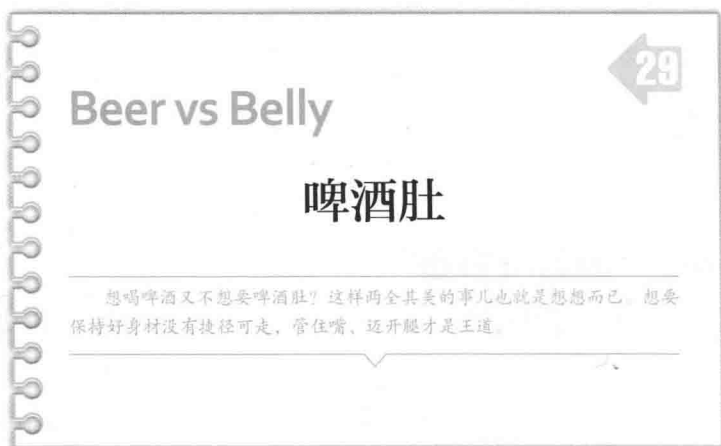 29
Beer vs Belly
啤酒肚
想喝啤酒又不想要啤酒肚？这样两全其美的事儿也就是想想而已。想要
保持好身材没有捷径可走，管住嘴、迈开腿才是王道。